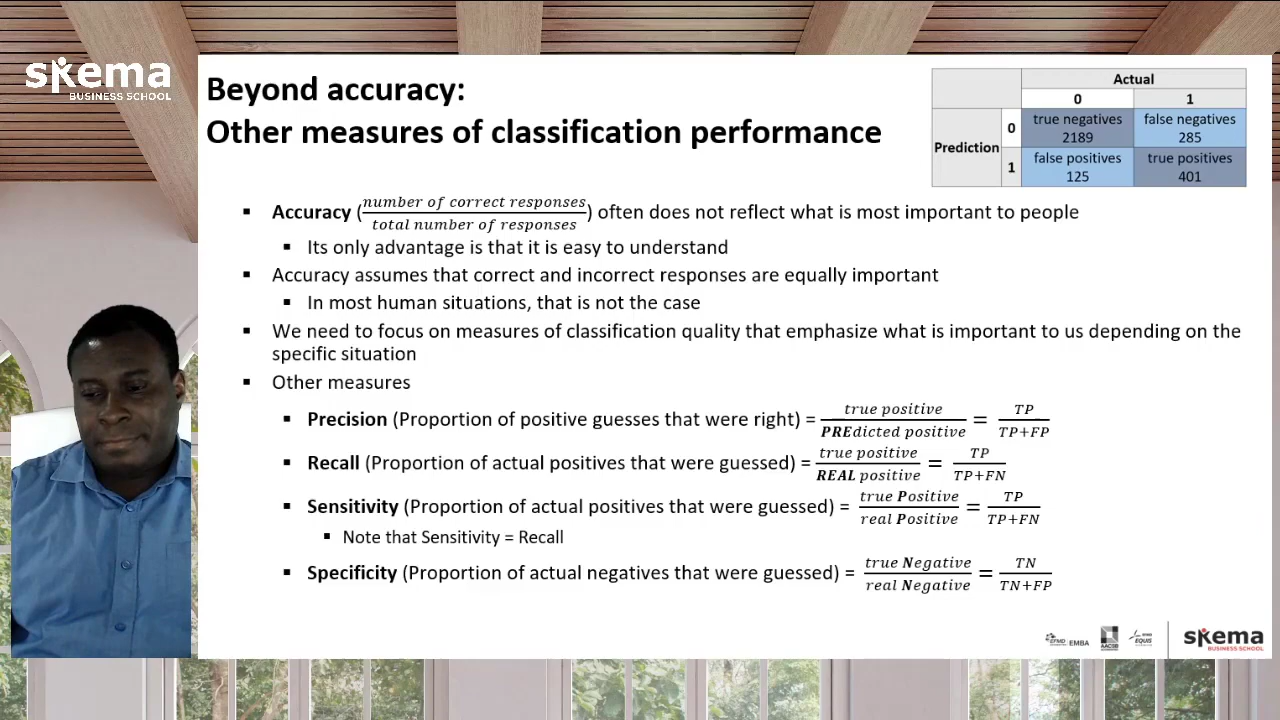 skema
BUSINESS SCHOOL
Beyond accuracy:
Other measures of classification performance
Actual
0 1
Prediction
0 true negatives 2189 false negatives 285
1 false positives 125 true positives 401
▪ Accuracy (number of correct responses / total number of responses) often does not reflect what is most important to people
▪ Its only advantage is that it is easy to understand
▪ Accuracy assumes that correct and incorrect responses are equally important
▪ In most human situations, that is not the case
▪ We need to focus on measures of classification quality that emphasize what is important to us depending on the
specific situation
▪ Other measures
▪ Precision (Proportion of positive guesses that were right) = true positive / PREdicted positive = TP / TP+FP
▪ Recall (Proportion of actual positives that were guessed) = true positive / REAL positive = TP / TP+FN
▪ Sensitivity (Proportion of actual positives that were guessed) = true Positive / real Positive = TP / TP+FN
▪ Note that Sensitivity = Recall
▪ Specificity (Proportion of actual negatives that were guessed) = true Negative / real Negative = TN / TN+FP
EFMD EMBA
AACSB
EQUIS
skema
BUSINESS SCHOOL